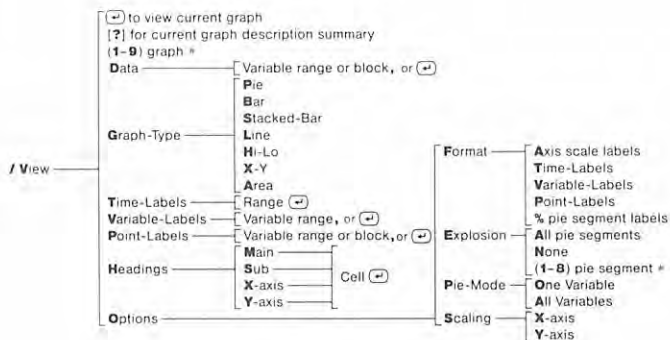 (↵) to view current graph
[?] for current graph description summary
(1-9) graph *
Data
Variable range or block, or (↵)
Pie
Bar
Stacked-Bar
Graph-Type
Line
Hi-Lo
X-Y
Area
/ View
Time-Labels
Range (↵)
Variable-Labels
Variable range, or (↵)
Point-Labels
Variable range or block, or (↵)
Headings
Main
Sub
X-axis
Y-axis
Cell (↵)
Options
Format
Axis scale labels
Time-Labels
Variable-Labels
Point-Labels
% pie segment labels
Explosion
All pie segments
None
(1-8) pie segment *
Pie-Mode
One Variable
All Variables
Scaling
X-axis
Y-axis